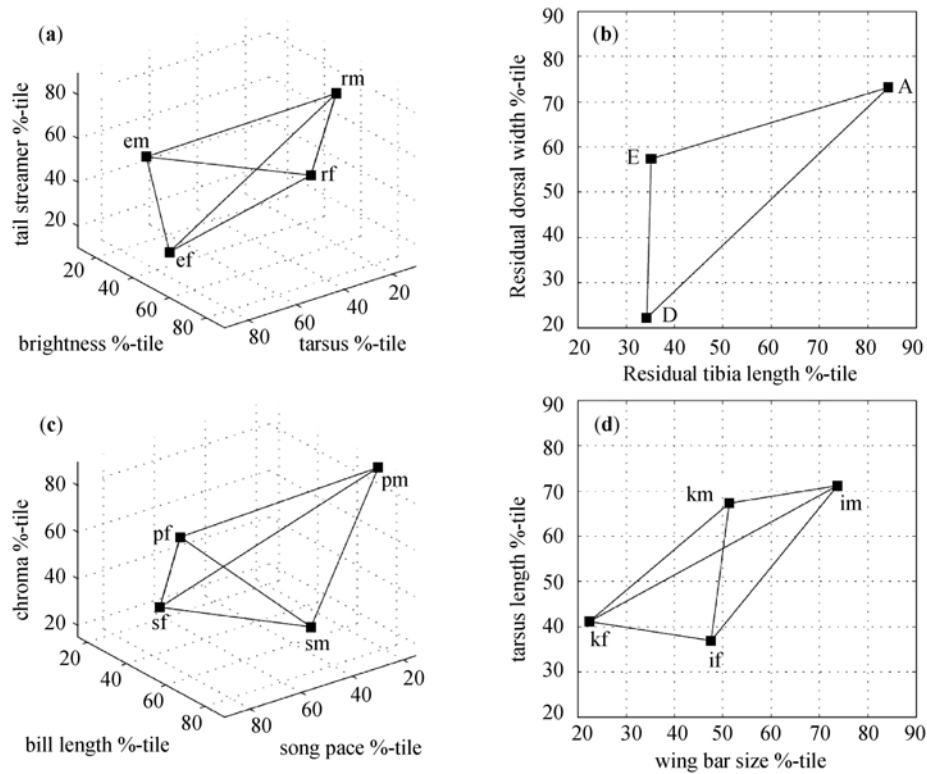 (a)
tail streamer %-tile
80
60
40
20
20
40
60
80
brightness %-tile
80
60
40
20
tarsus %-tile
rm
em
rf
ef
(b)
Residual dorsal width %-tile
90
80
70
60
50
40
30
20
20 30 40 50 60 70 80 90
Residual tibia length %-tile
A
E
D
(c)
chroma %-tile
80
60
40
20
20
40
60
80
bill length %-tile
80
60
40
20
song pace %-tile
pm
pf
sf
sm
(d)
tarsus length %-tile
90
80
70
60
50
40
30
20
20 30 40 50 60 70 80 90
wing bar size %-tile
km
im
kf
if